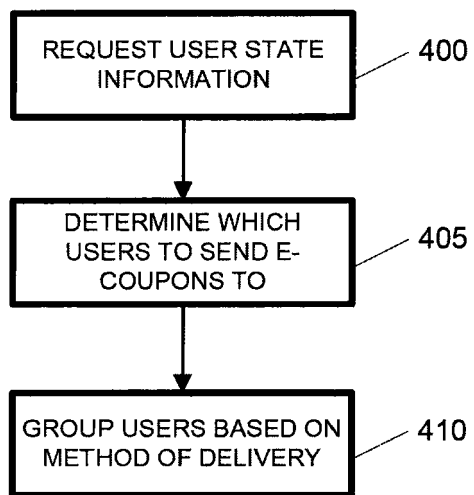 REQUEST USER STATE
INFORMATION
400
DETERMINE WHICH
USERS TO SEND E-
COUPONS TO
405
GROUP USERS BASED ON
METHOD OF DELIVERY
410